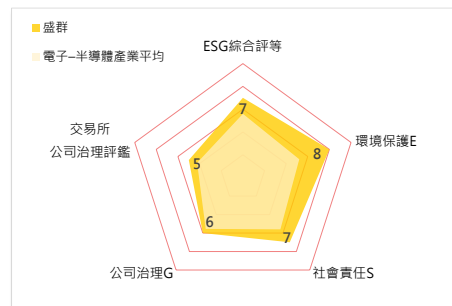 盛群
電子–半導體產業平均
ESG綜合評等
7
環境保護E
8
社會責任S
7
公司治理G
6
交易所
公司治理評鑑
5